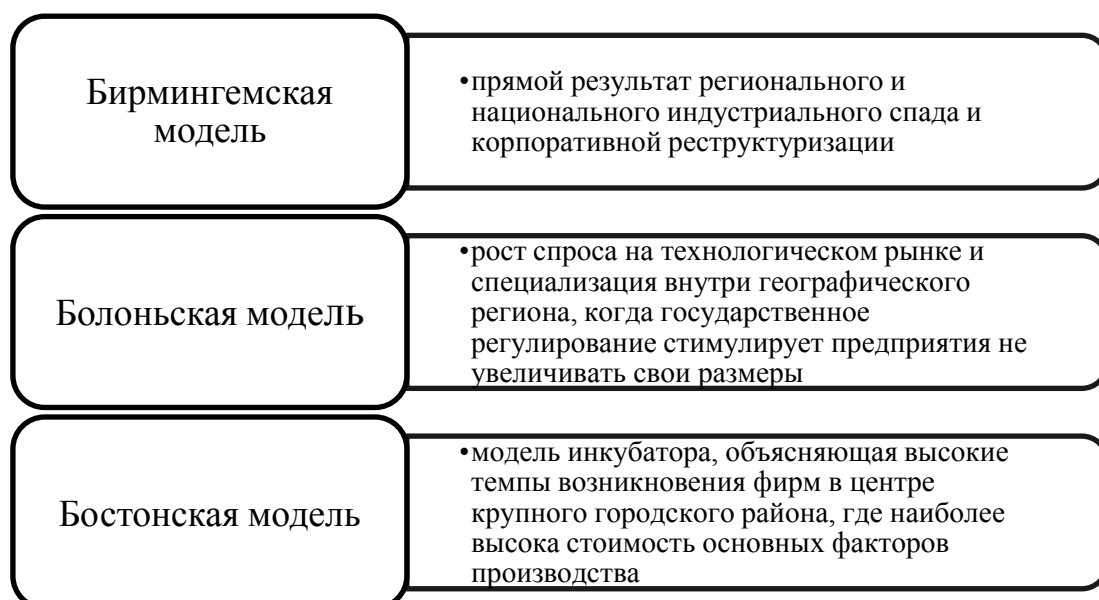 Бирмингемская
модель
•прямой результат регионального и
национального индустриального спада и
корпоративной реструктуризации
Болоньская модель
•рост спроса на технологическом рынке и
специализация внутри географического
региона, когда государственное
регулирование стимулирует предприятия не
увеличивать свои размеры
Бостонская модель
•модель инкубатора, объясняющая высокие
темпы возникновения фирм в центре
крупного городского района, где наиболее
высока стоимость основных факторов
производства